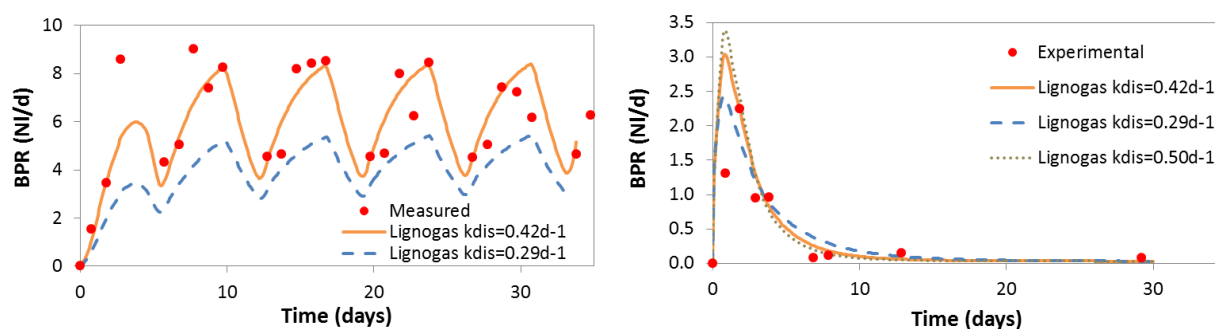 BPR (Nl/d)
10
8
6
4
2
0
Measured
Lignogas kdis=0.42d-1
Lignogas kdis=0.29d-1
0
10
20
30
Time (days)
BPR (Nl/d)
3.5
3.0
2.5
2.0
1.5
1.0
0.5
0.0
Experimental
Lignogas kdis=0.42d-1
Lignogas kdis=0.29d-1
Lignogas kdis=0.50d-1
0
10
20
30
Time (days)